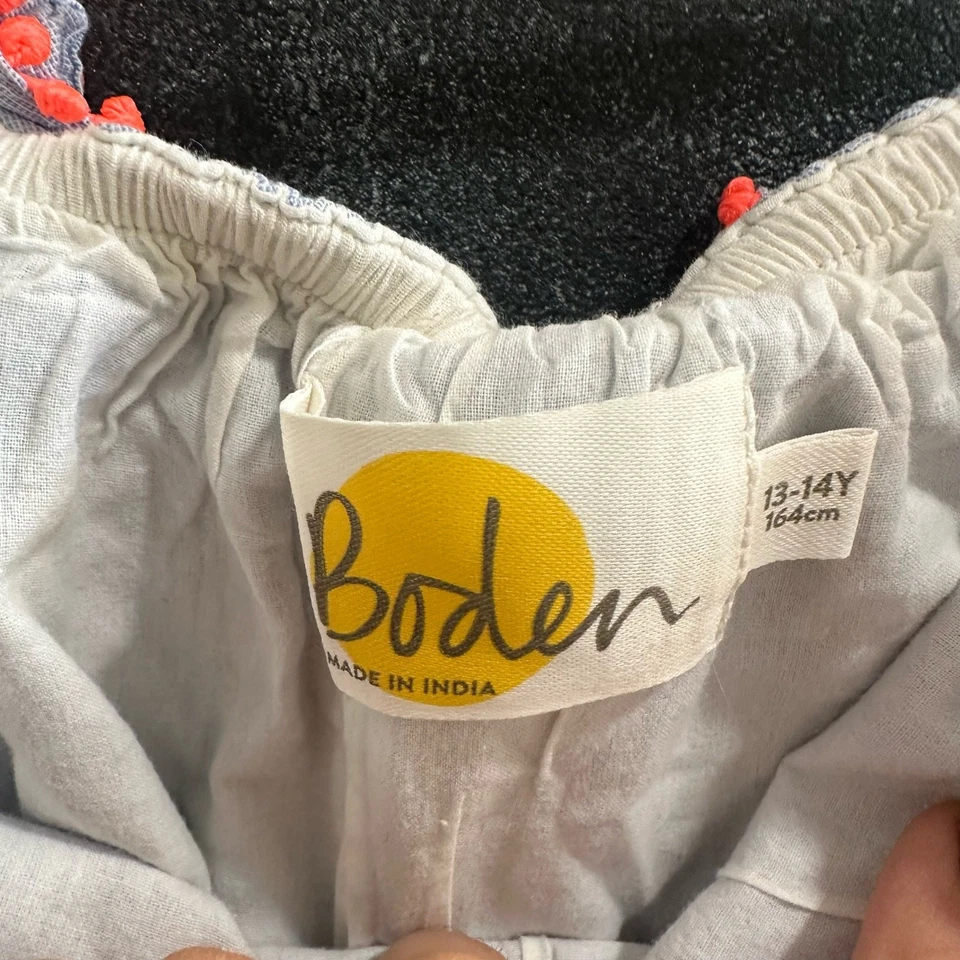 Boden
MADE IN INDIA
13-14Y
164cm